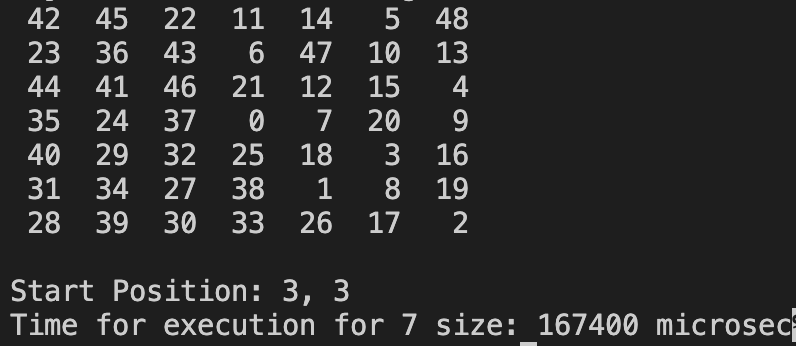 42 45 22 11 14 5 48
23 36 43 6 47 10 13
44 41 46 21 12 15 4
35 24 37 0 7 20 9
40 29 32 25 18 3 16
31 34 27 38 1 8 19
28 39 30 33 26 17 2
Start Position: 3, 3
Time for execution for 7 size: 167400 microsec